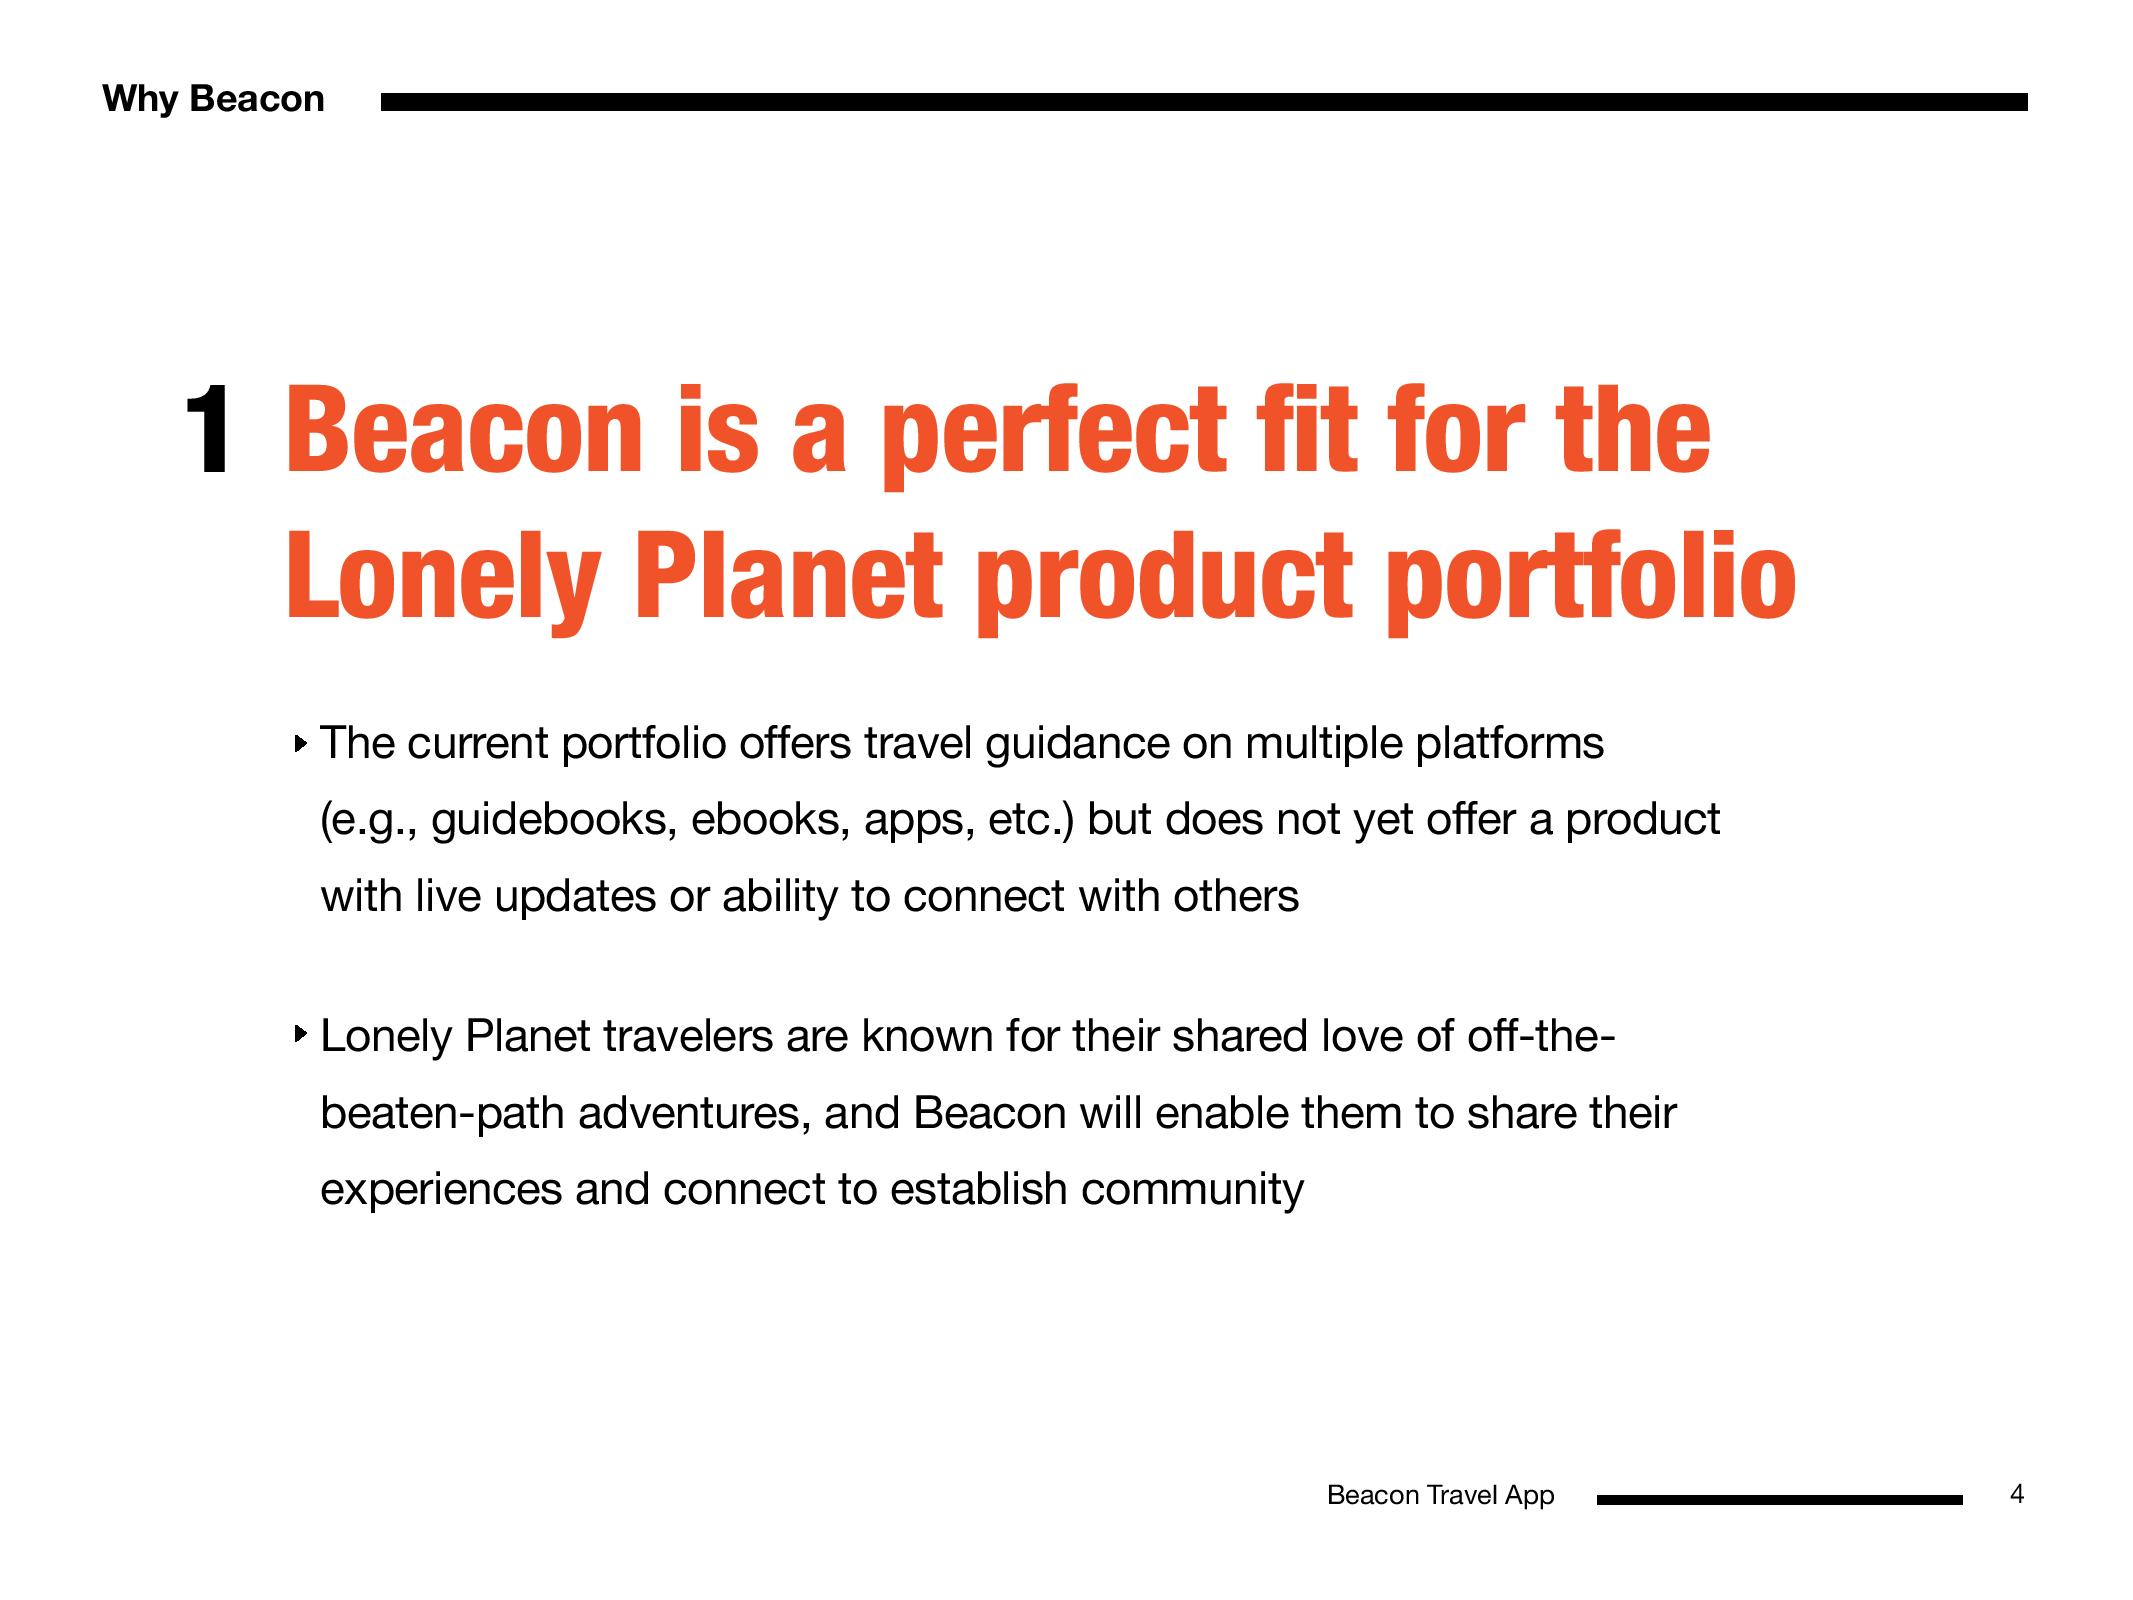 Why Beacon
1 Beacon is a perfect fit for the
Lonely Planet product portfolio
‣ The current portfolio offers travel guidance on multiple platforms
(e.g., guidebooks, ebooks, apps, etc.) but does not yet offer a product
with live updates or ability to connect with others
‣ Lonely Planet travelers are known for their shared love of off-the-
beaten-path adventures, and Beacon will enable them to share their
experiences and connect to establish community
Beacon Travel App 4